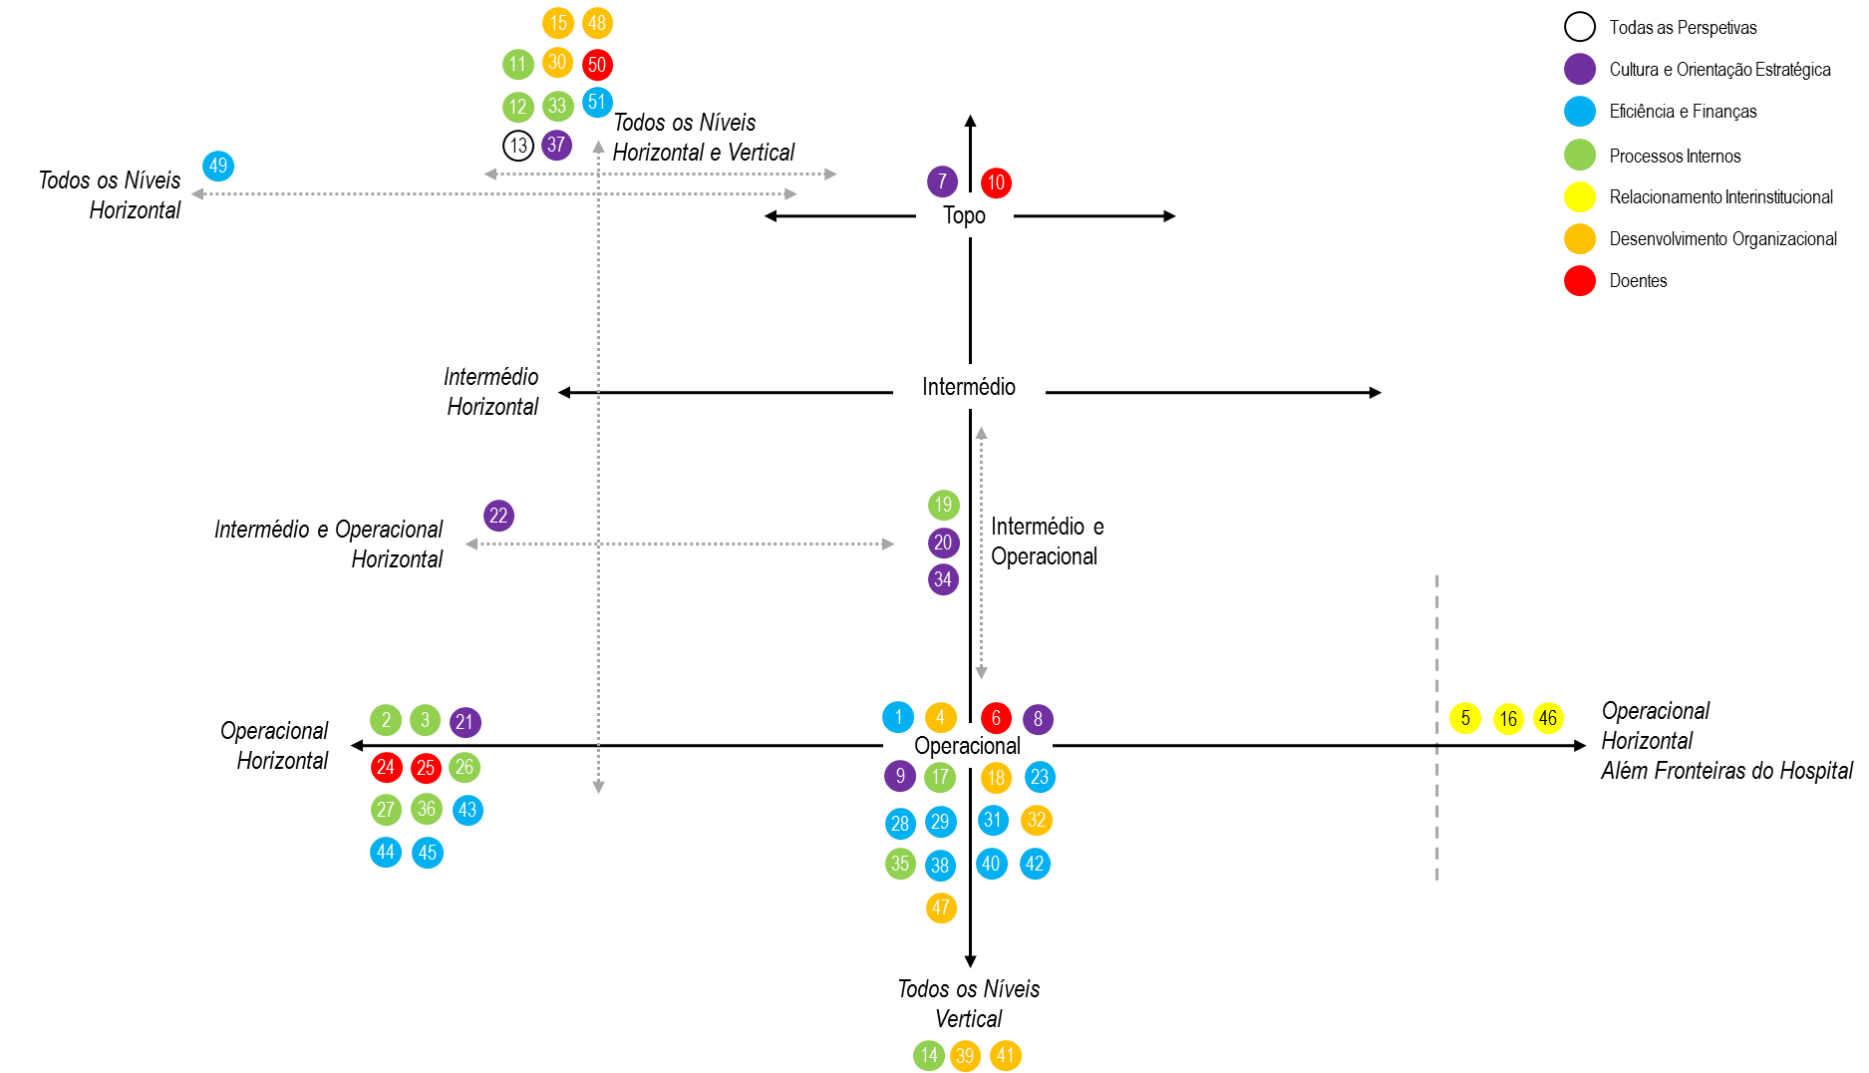 15 48
11 30 50
12 33 51
13 37
Todos os Níveis
Horizontal e Vertical
49
Todos os Níveis
Horizontal
7 10
Topo
Todas as Perspetivas
Cultura e Orientação Estratégica
Eficiência e Finanças
Processos Internos
Relacionamento Interinstitucional
Desenvolvimento Organizacional
Doentes
Intermédio
Horizontal
Intermédio
22
Intermédio e Operacional
Horizontal
19
20
34
Intermédio e
Operacional
Operacional
Horizontal
2 3 21
24 25 26
27 36 43
44 45
1 4 6 8
Operacional
9 17 18 23
28 29 31 32
35 38 40 42
47
5 16 46
Operacional
Horizontal
Além Fronteiras do Hospital
Todos os Níveis
Vertical
14 39 41